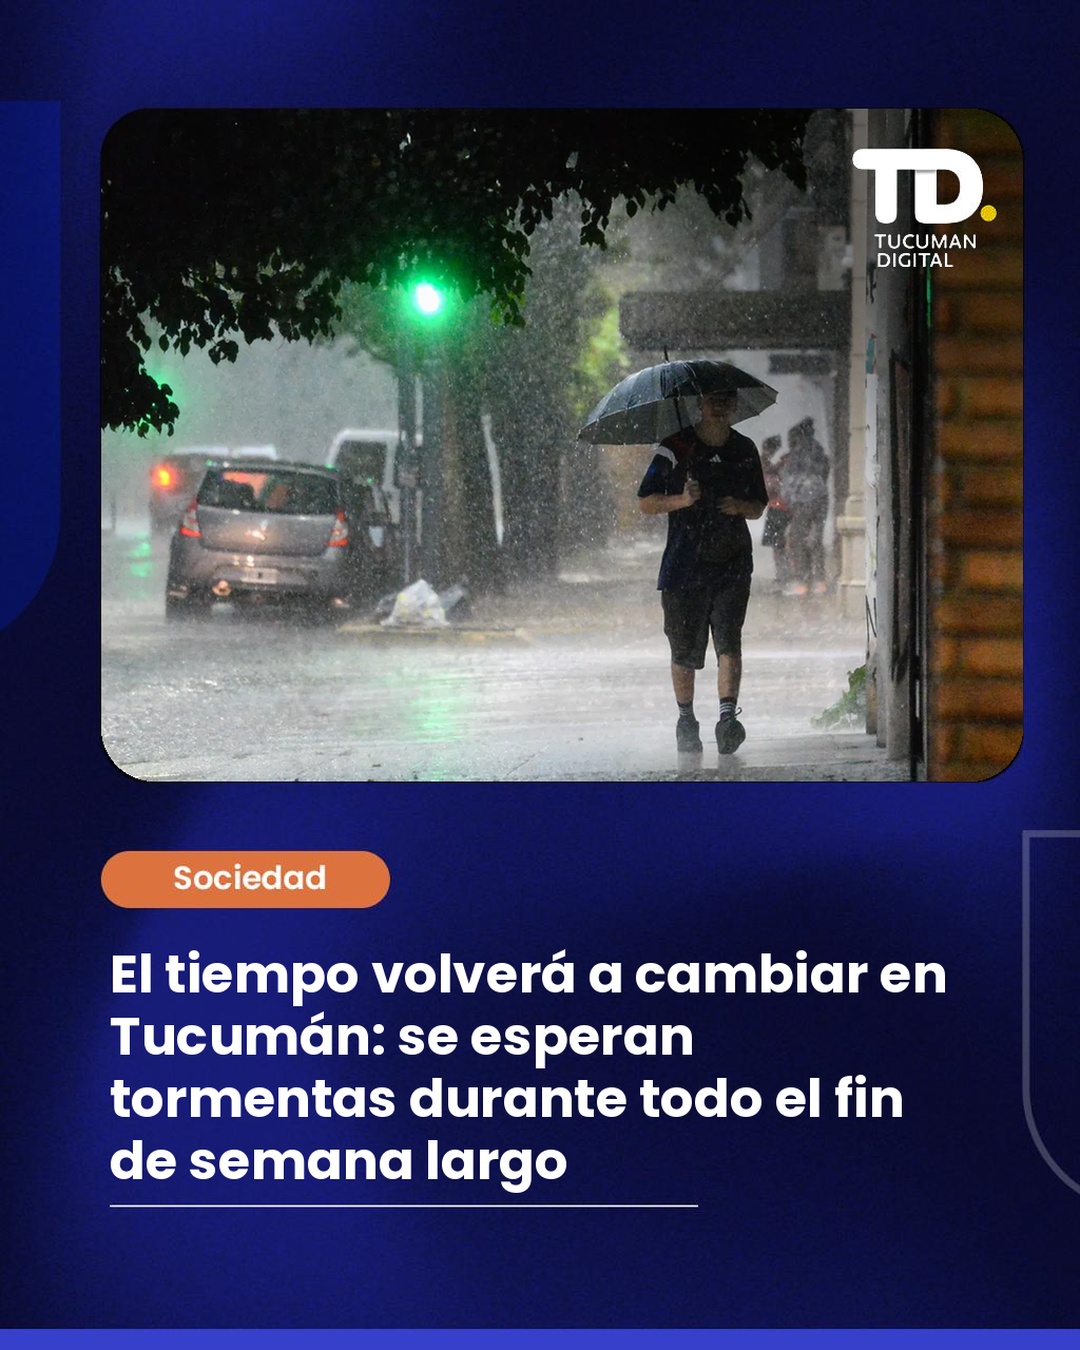 TD.
TUCUMAN
DIGITAL
Sociedad
El tiempo volverá a cambiar en
Tucumán: se esperan
tormentas durante todo el fin
de semana largo